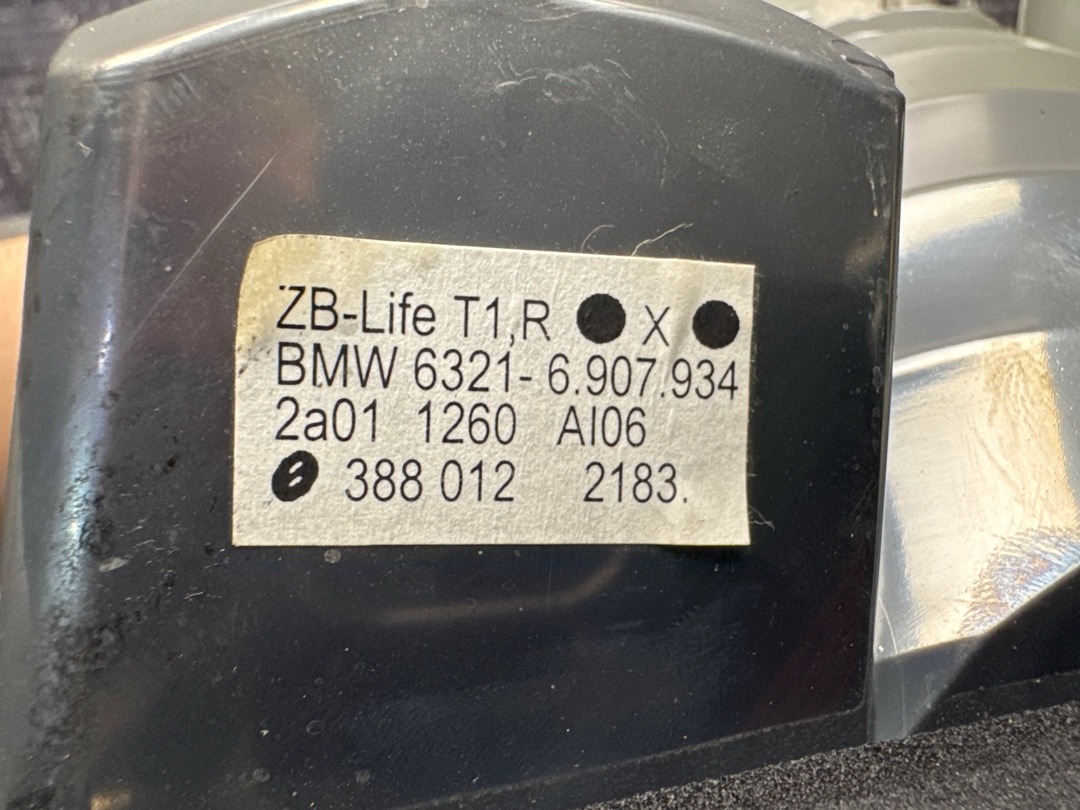 ZB-Life T1,R ● X ●
BMW 6321- 6.907.934
2a01 1260 AI06
388 012 2183.